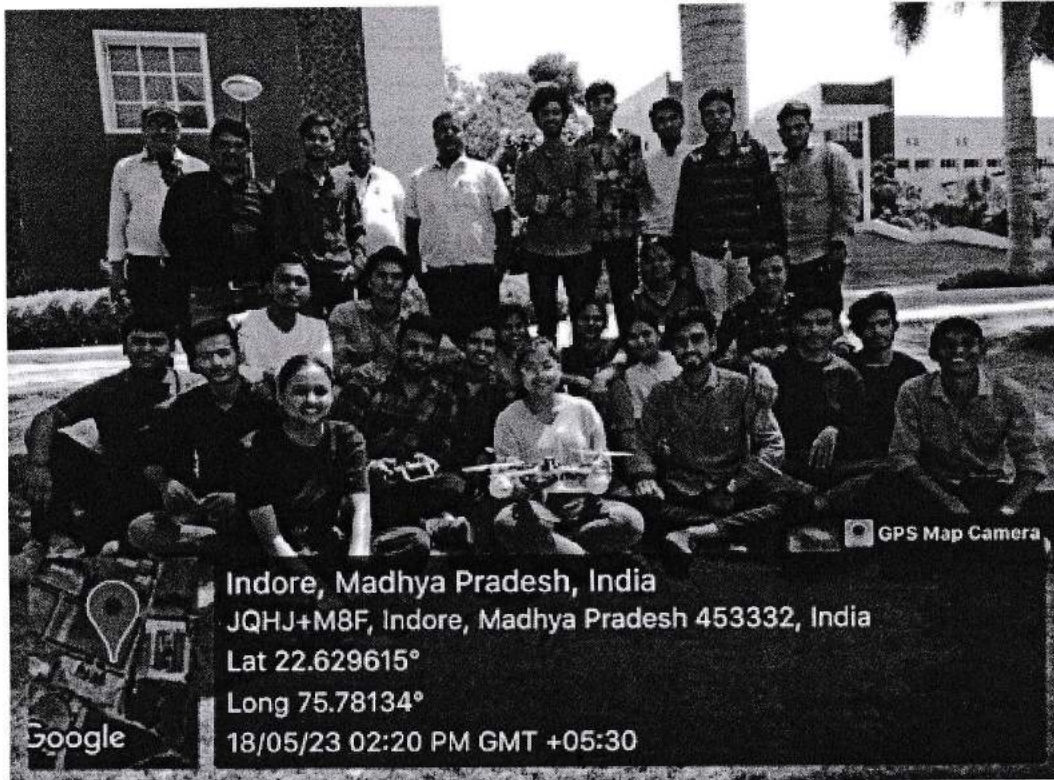 GPS Map Camera
Indore, Madhya Pradesh, India
JQHJ+M8F, Indore, Madhya Pradesh 453332, India
Lat 22.629615°
Long 75.78134°
18/05/23 02:20 PM GMT +05:30
Google